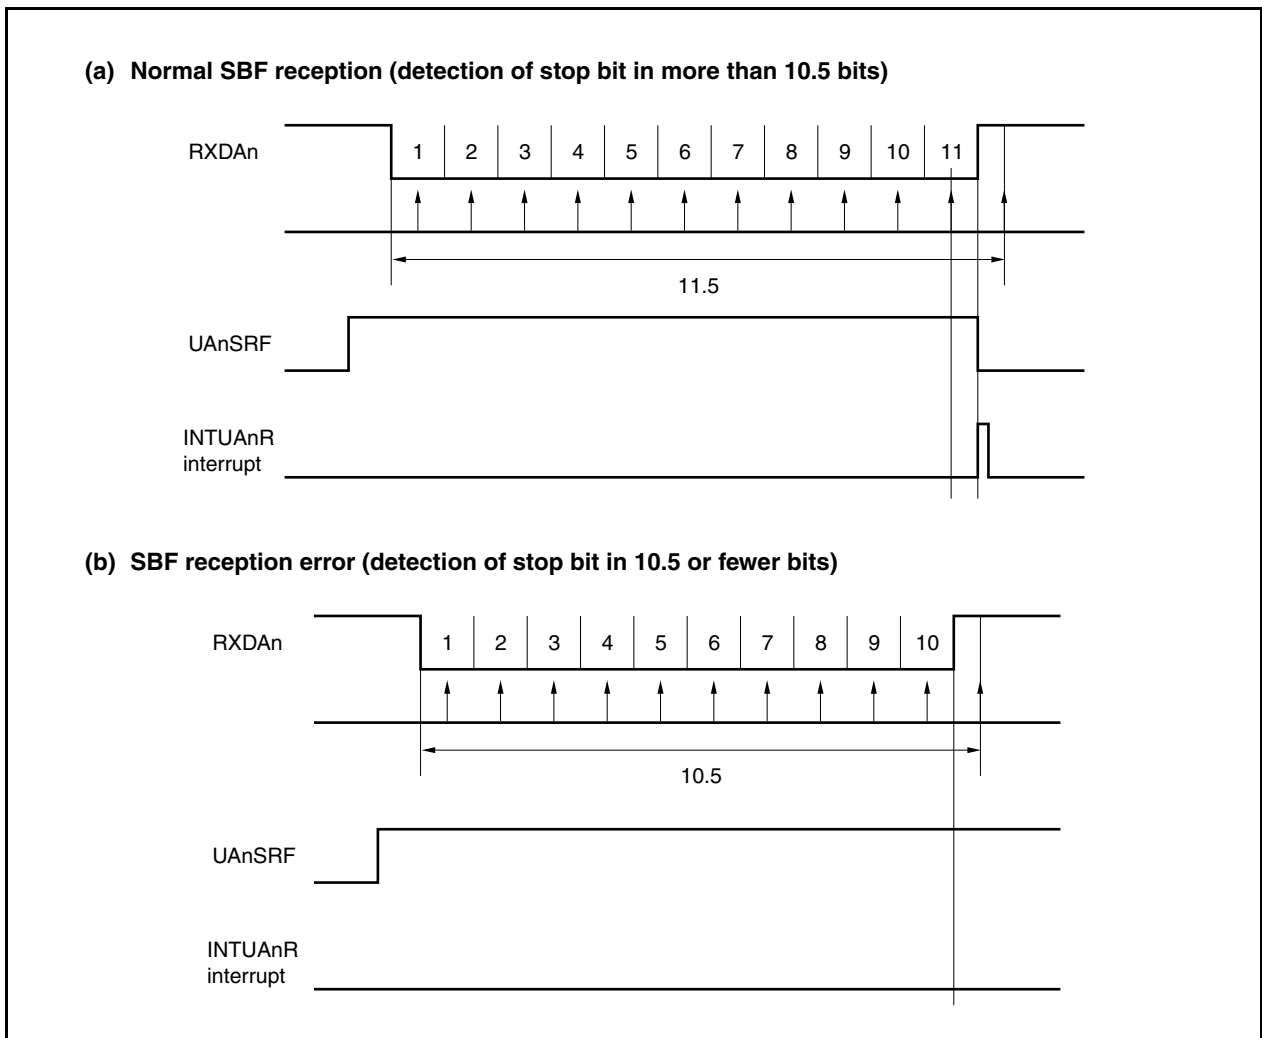 (a) Normal SBF reception (detection of stop bit in more than 10.5 bits)
RXDAn
1 2 3 4 5 6 7 8 9 10 11
11.5
UAnSRF
INTUAnR
interrupt
(b) SBF reception error (detection of stop bit in 10.5 or fewer bits)
RXDAn
1 2 3 4 5 6 7 8 9 10
10.5
UAnSRF
INTUAnR
interrupt